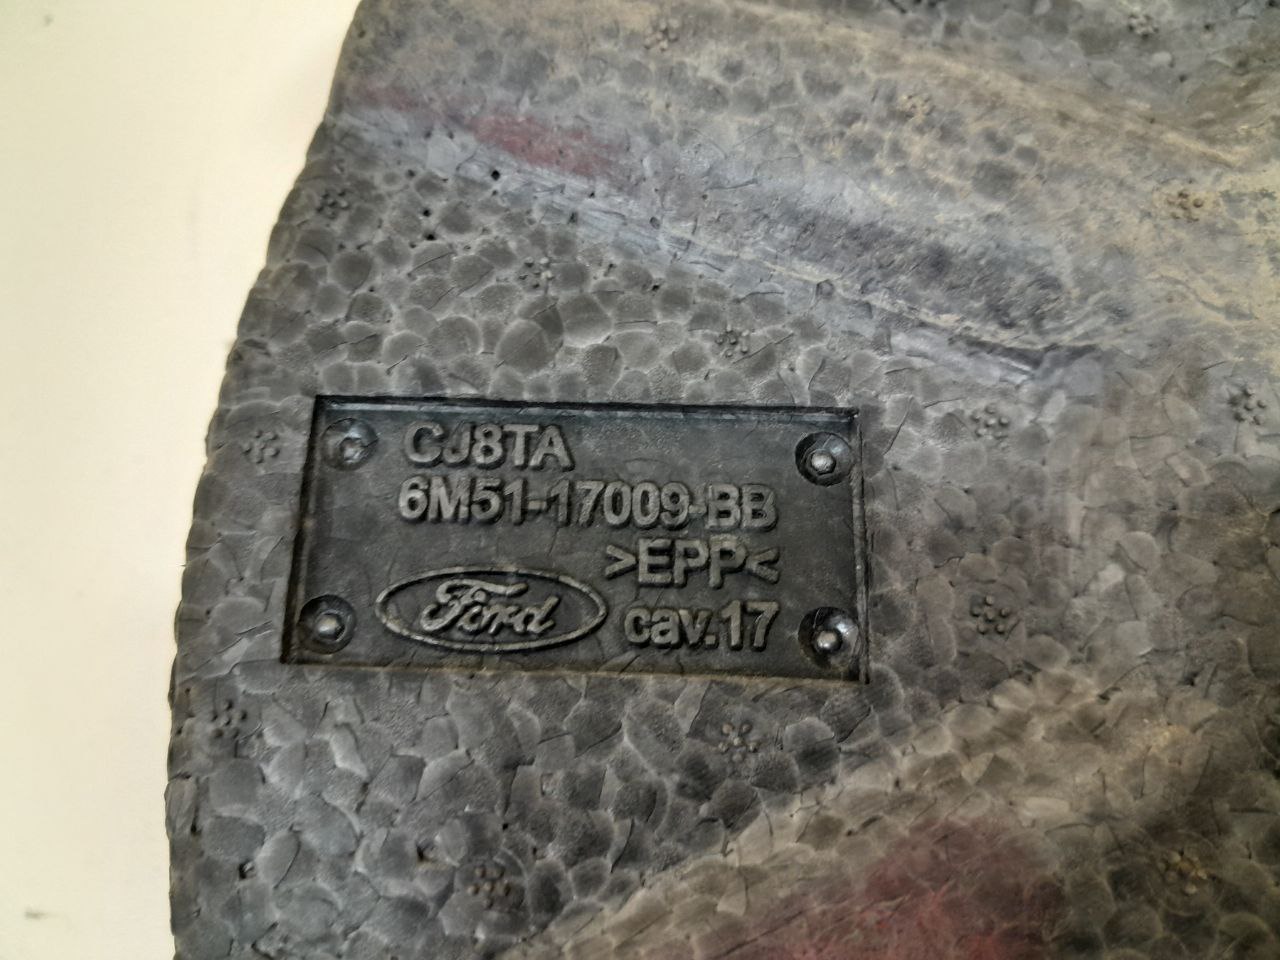 CJ8TA
6M51-17009-BB
>EPP<
Ford cav.17